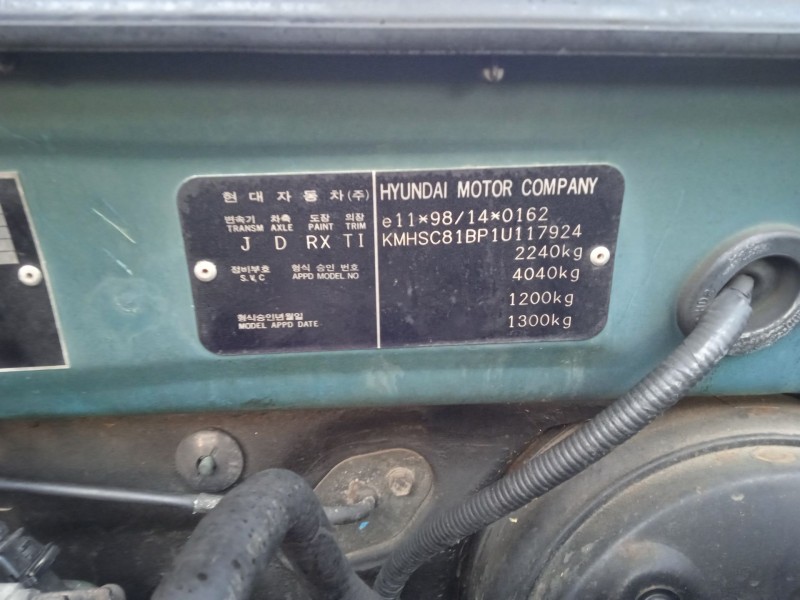 현 대 자 동 차 (주)
변속기 차축 도장 의장
TRANSM AXLE PAINT TRIM
J D RX TI
정비부호 형식 승인 번호
S.V.C APPD MODEL NO
형식승인년월일
MODEL APPD DATE
HYUNDAI MOTOR COMPANY
e11*98/14*0162
KMHSC81BP1U117924
2240kg
4040kg
1200kg
1300kg